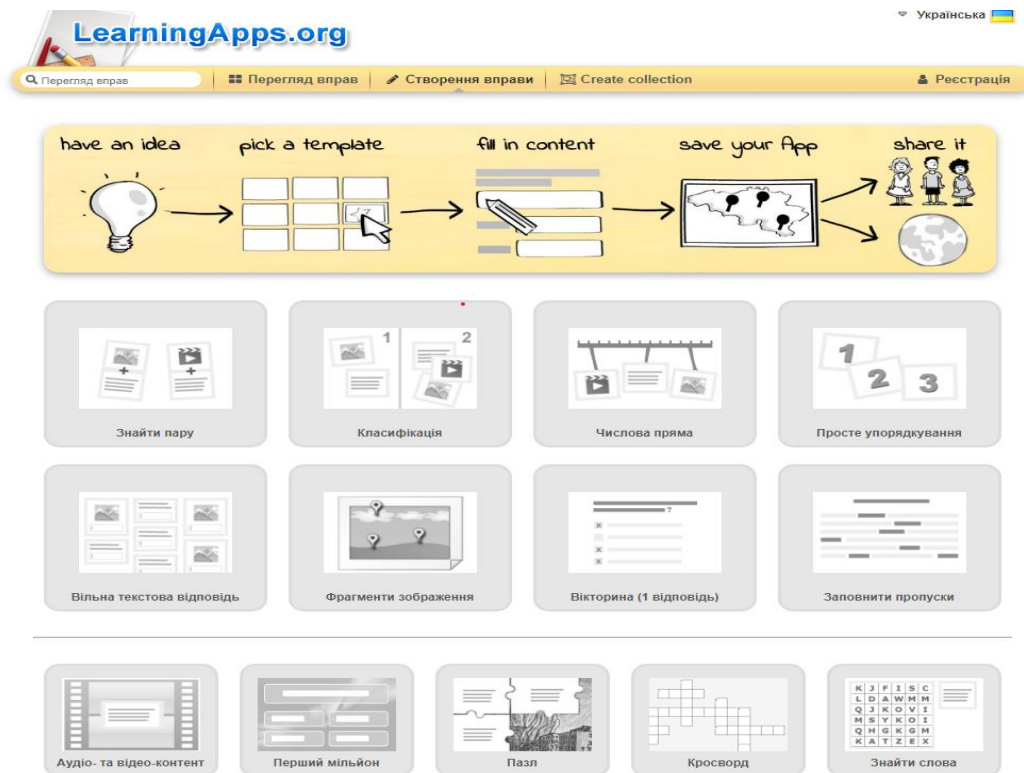 Українська
LearningApps.org
Перегляд вправ
Перегляд вправ
Створення вправи
Create collection
Реєстрація
have an idea
pick a template
fill in content
save your App
share it
1
2
1
2
3
Знайти пару
Класифікація
Числова пряма
Просте упорядкування
?
Вільна текстова відповідь
Фрагменти зображення
Вікторина (1 відповідь)
Заповнити пропуски
K J F I S C
L D A W M M
Q J K O V I
M S Y K O I
Q H G K G M
K A T Z E X
Аудіо- та відео-контент
Перший мільйон
Пазл
Кросворд
Знайти слова